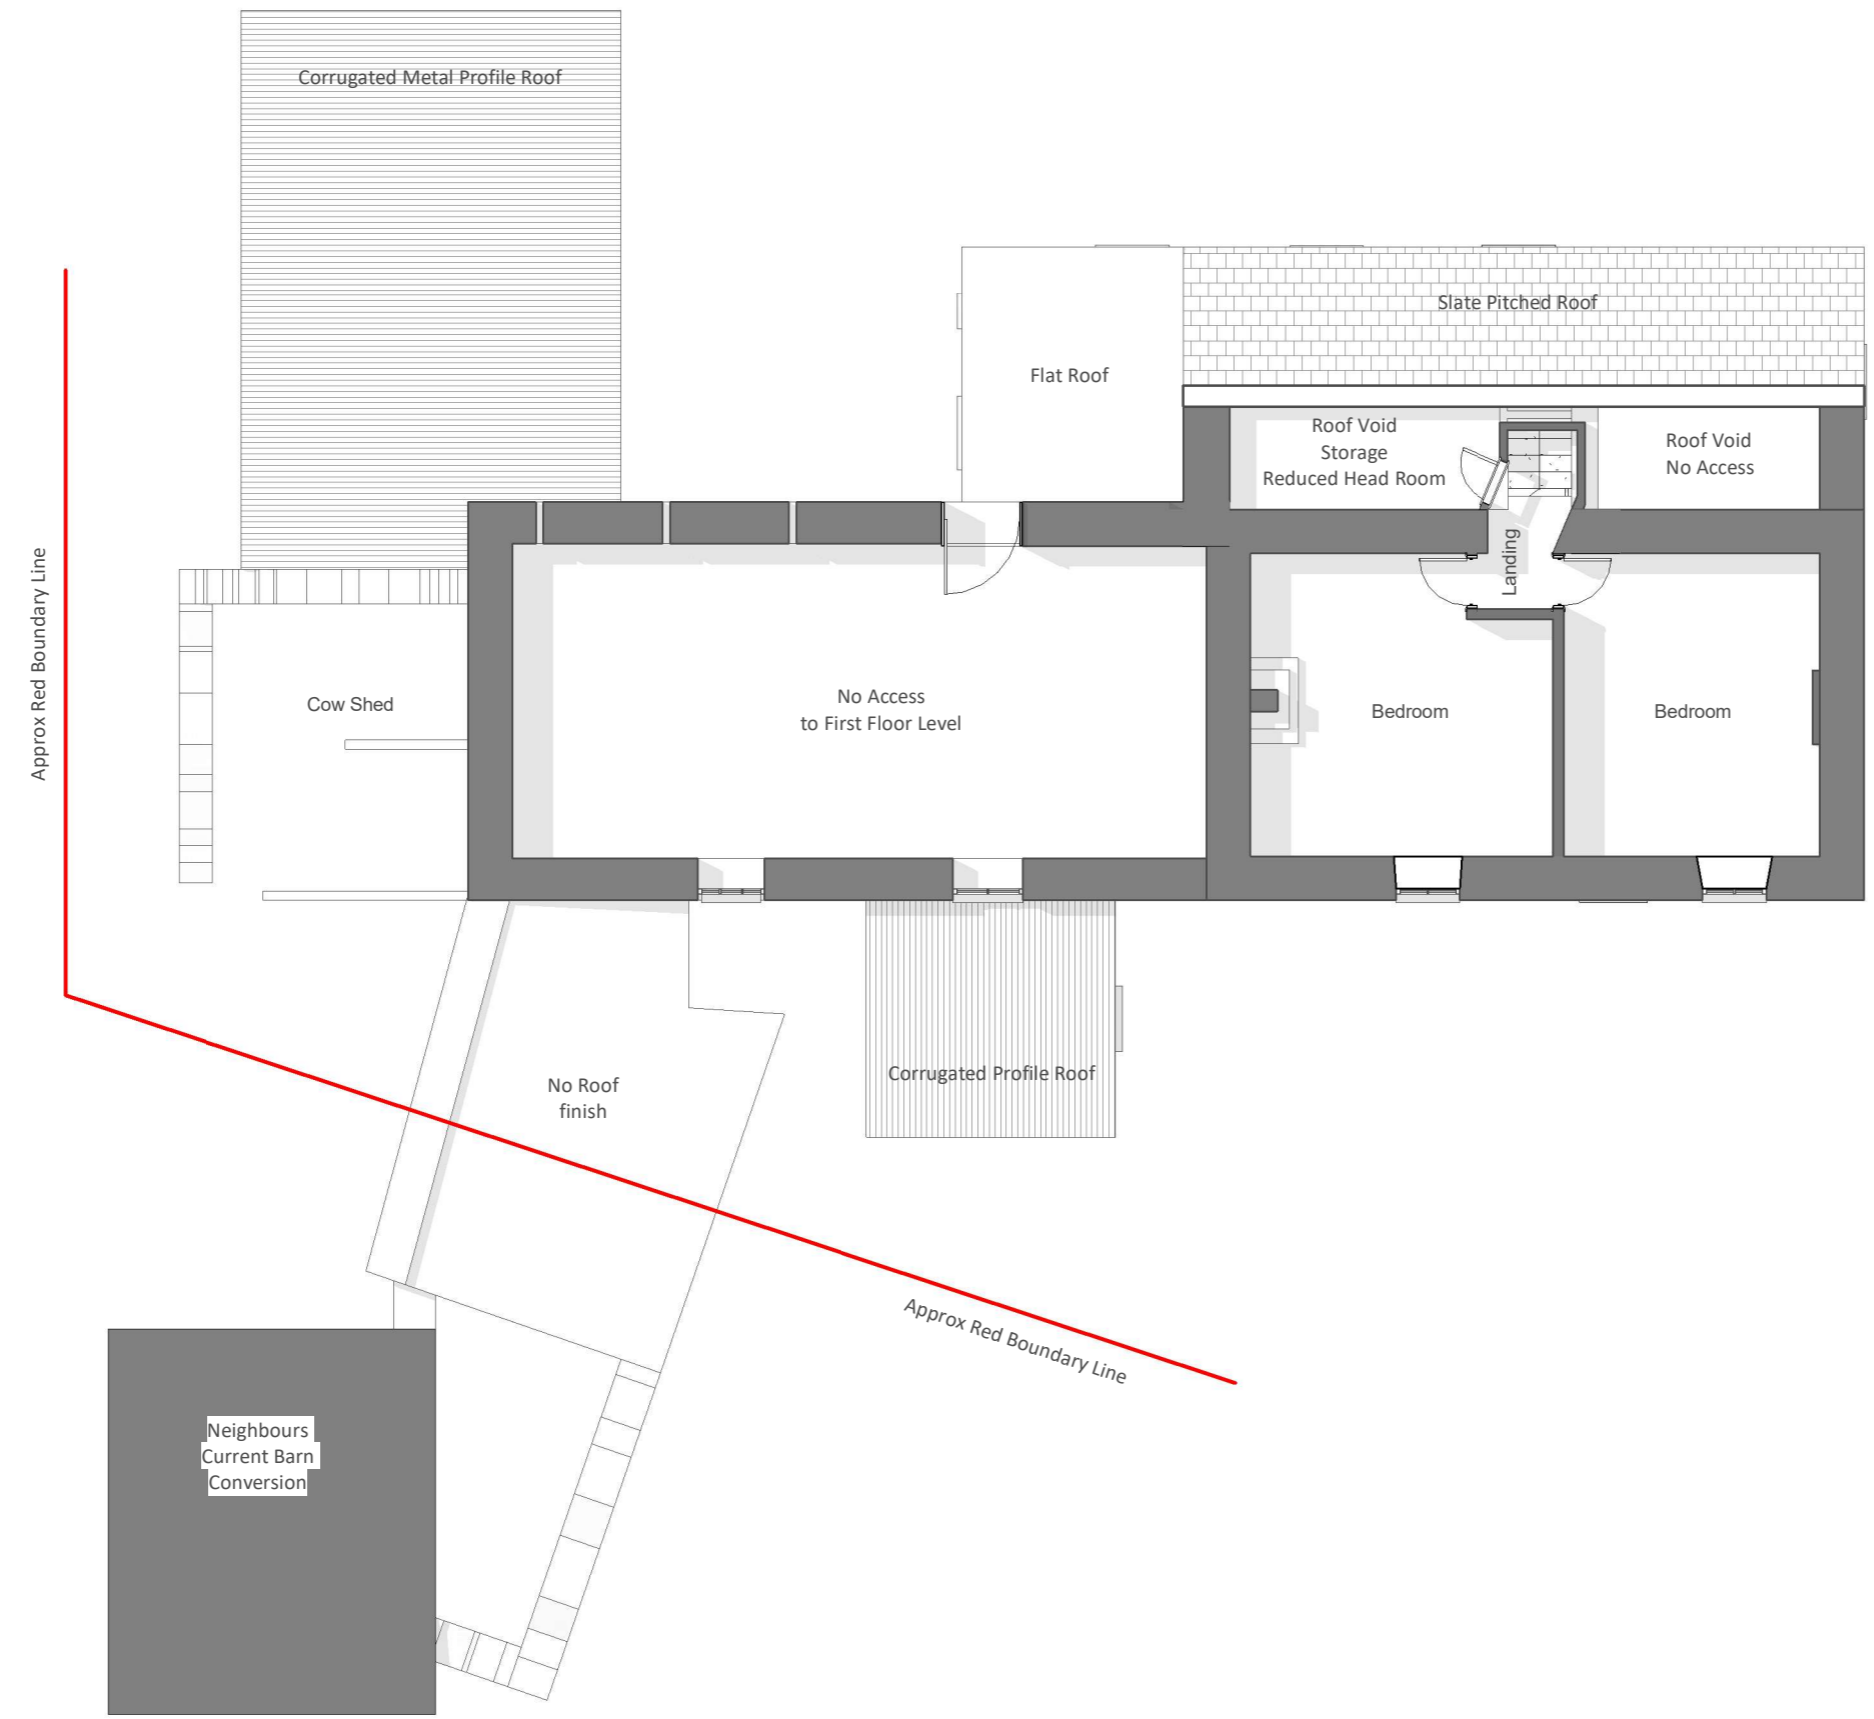 Corrugated Metal Profile Roof
Slate Pitched Roof
Flat Roof
Roof Void
Storage
Reduced Head Room
Roof Void
No Access
Landing
Approx Red Boundary Line
Cow Shed
No Access
to First Floor Level
Bedroom
Bedroom
No Roof
finish
Corrugated Profile Roof
Approx Red Boundary Line
Neighbours
Current Barn
Conversion